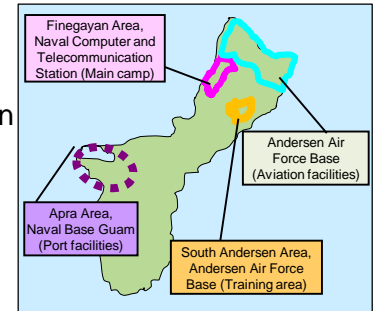 Finegayan Area,
Naval Computer and
Telecommunication
Station (Main camp)
n
Andersen Air
Force Base
(Aviation facilities)
Apra Area,
Naval Base Guam
(Port facilities)
South Andersen Area,
Andersen Air Force
Base (Training area)